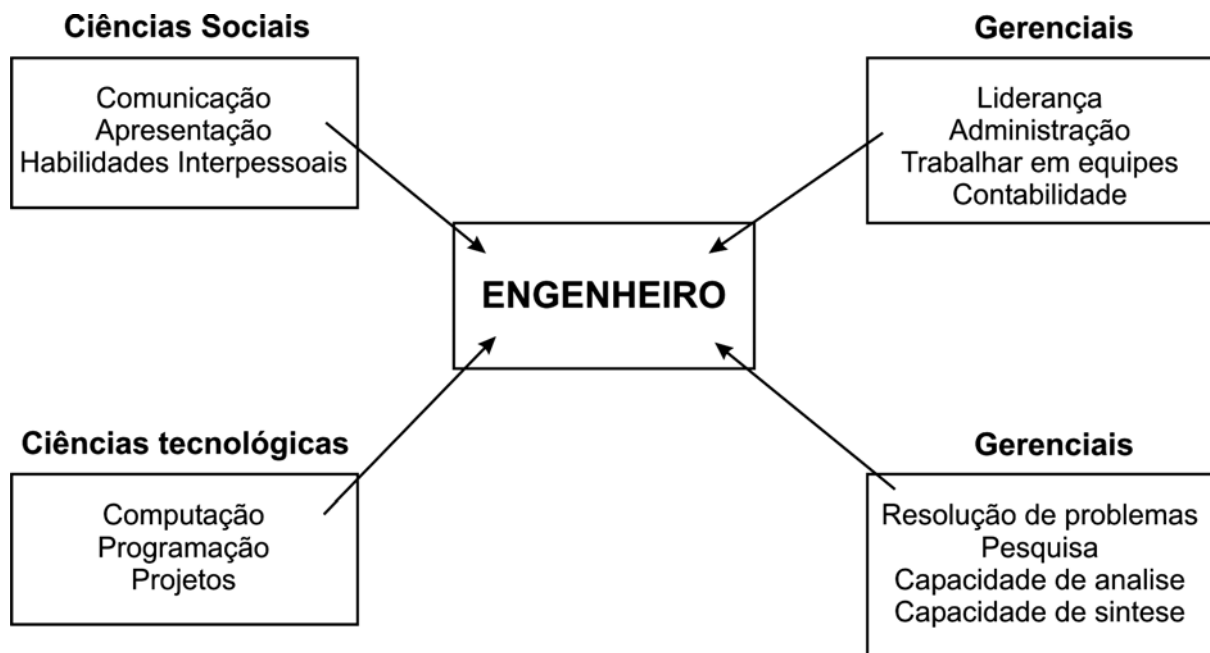 Ciências Sociais
Comunicação
Apresentação
Habilidades Interpessoais
Gerenciais
Liderança
Administração
Trabalhar em equipes
Contabilidade
ENGENHEIRO
Ciências tecnológicas
Computação
Programação
Projetos
Gerenciais
Resolução de problemas
Pesquisa
Capacidade de analise
Capacidade de sintese